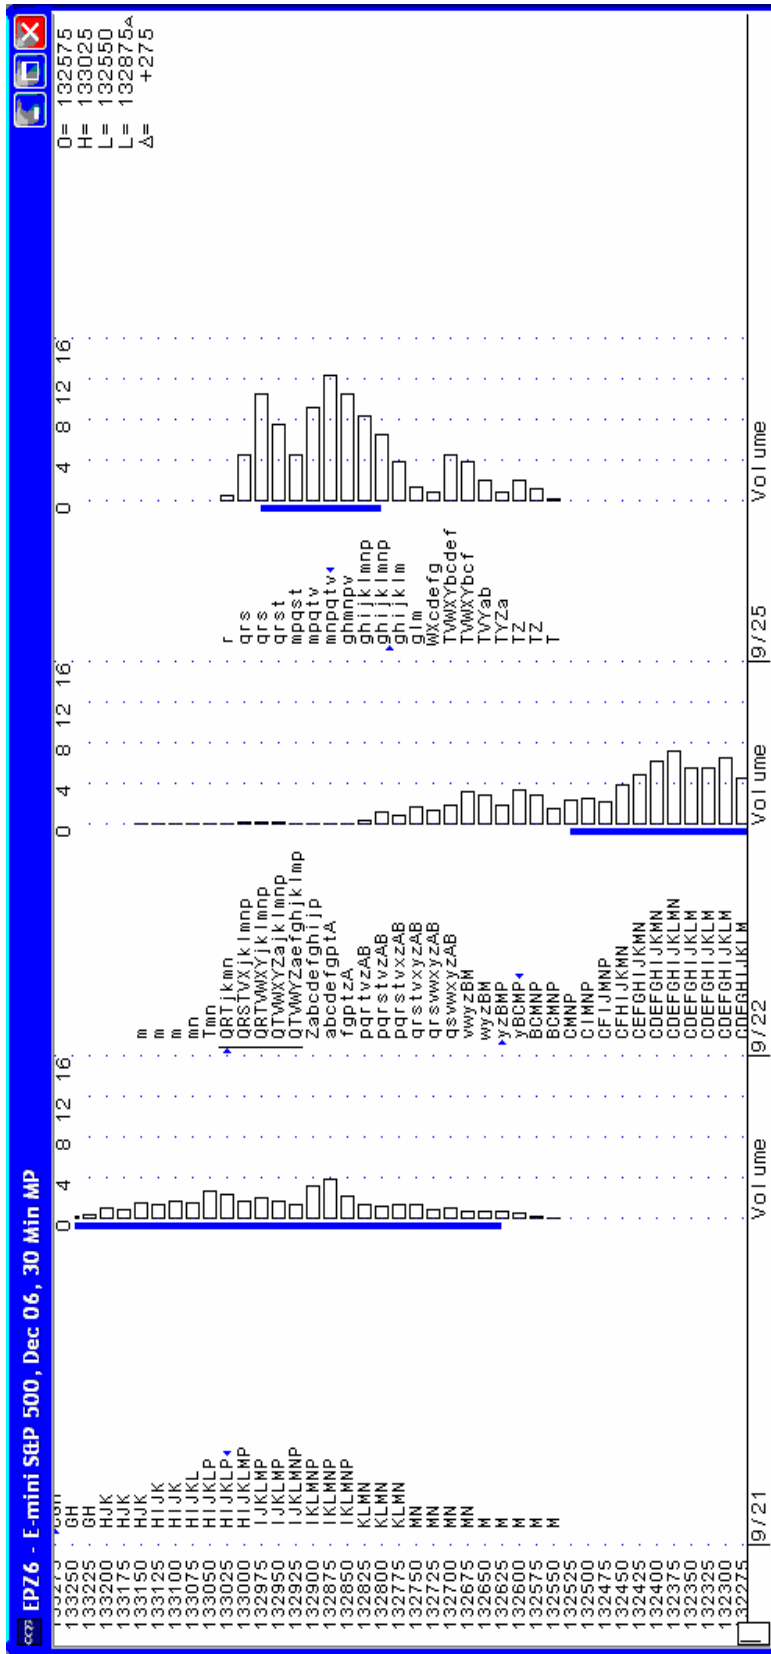 EPZ6 - E-mini S&P 500, Dec 06, 30 Min MP
0 4 8 12 16 0 4 8 12 16 0 4 8 12 16 O= 132575
H= 133025
L= 132550
L= 132875
Δ= +275
133250 GH
133225 GH
133200 HJK
133175 HJK
133150 HJK m
133125 HIJK m
133100 HIJK m
133075 HIJKL mn
133050 HIJKLP Tmn
133025 HIJKLP QRTjkmn r
133000 HIJKLMP QRSTVXjklmnp qrs
132975 IJKLMP QRTVWXYjklmnp qrs
132950 IJKLMP QTVWXYZajklmnp qrst
132925 IJKLMNP QTVWYZaefghjklmp mpqst
132900 IKLMNP Zabcdefghijp mpqtv
132875 IKLMNP abcdefgptA mnpqtv
132850 IKLMNP fgptzA ghmnpv
132825 KLMN pqrtvzAB ghijklmnp
132800 KLMN pqrstvzAB ghijklmnp
132775 KLMN pqrstvxzAB ghijklm
132750 MN qrstvxyzAB glm
132725 MN qrsvwxyzAB WXcdefg
132700 MN qsvwxyzAB TVWXYbcdef
132675 MN vwyzBM TVWXYbcf
132650 M wyzBM TVYab
132625 M yzBMP TYZa
132600 M yBCMP TZ
132575 M BCMNP TZ
132550 M BCMNP T
132525 CMNP
132500 CIMNP
132475 CFIJMNP
132450 CFHIJKMN
132425 CEFGHIJKMN
132400 CDEFGHIJKMN
132375 CDEFGHIJKLMN
132350 CDEFGHIJKLM
132325 CDEFGHIJKLM
132300 CDEFGHIJKLM
132275 CDEFGHIJKLM
9/21 Volume 9/22 Volume 9/25 Volume